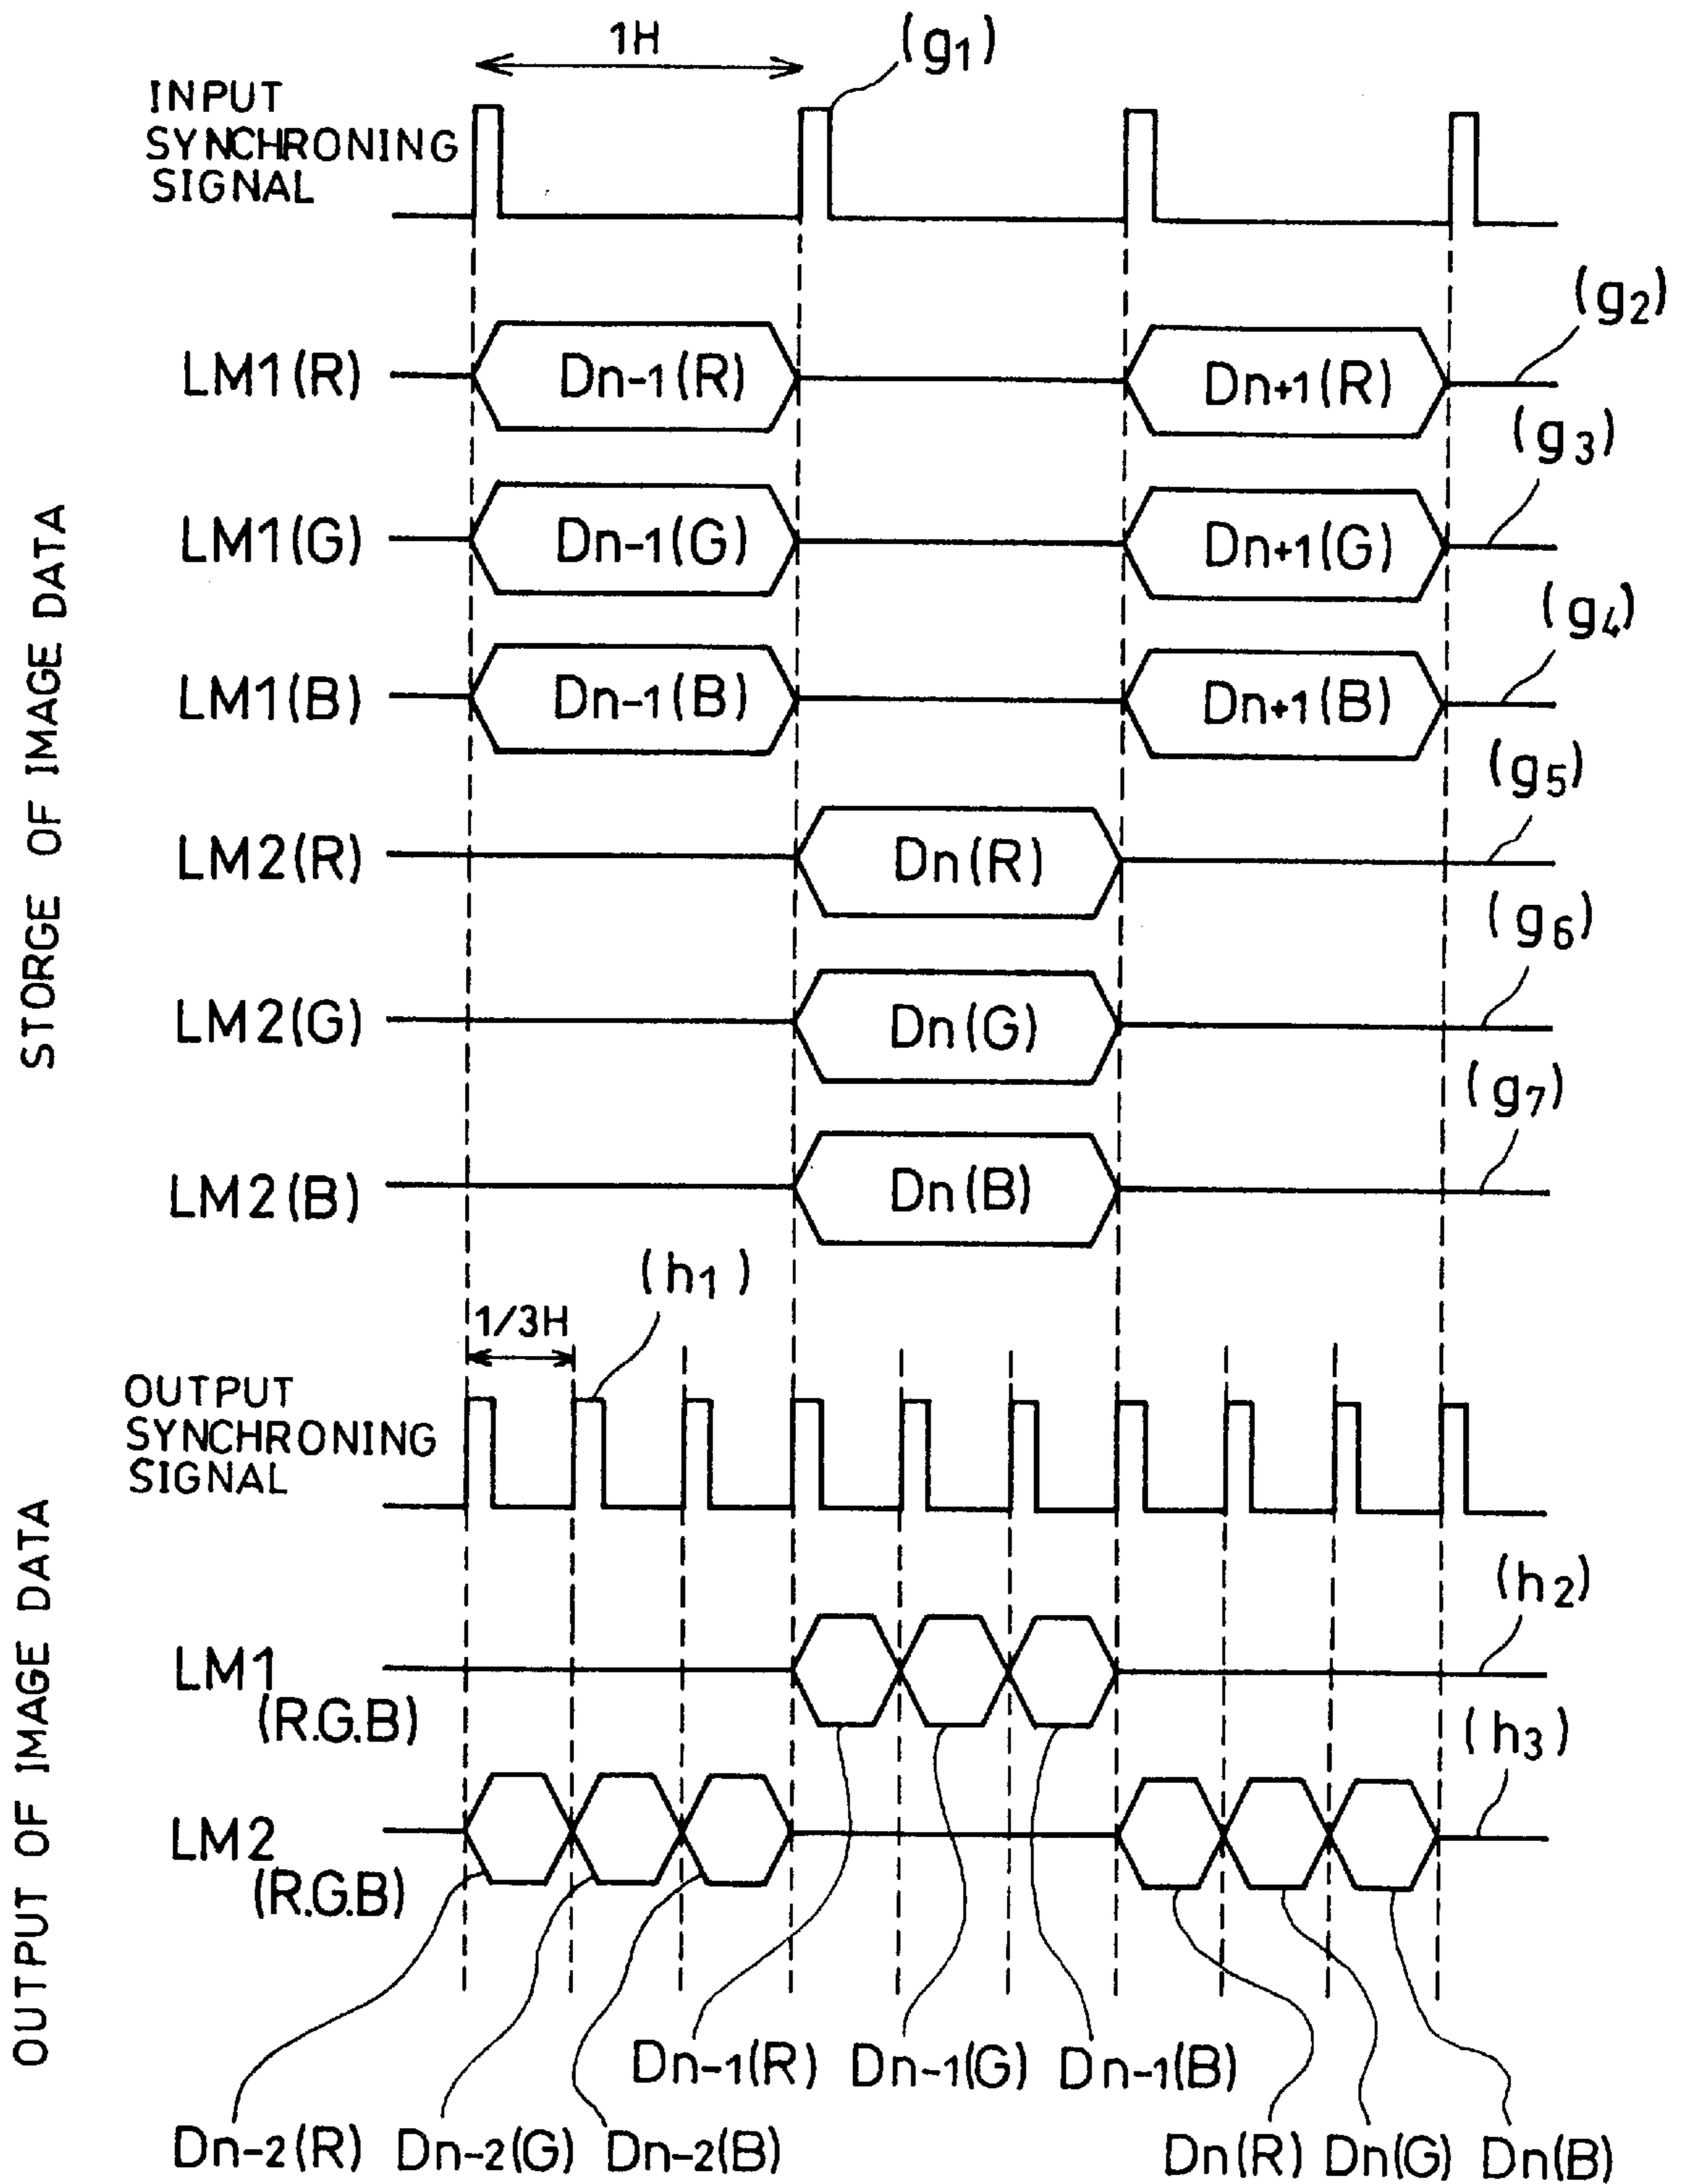 1H
(g1)
INPUT
SYNCHRONING
SIGNAL
(g2)
LM1(R)
Dn-1(R)
Dn+1(R)
(g3)
LM1(G)
Dn-1(G)
Dn+1(G)
(g4)
LM1(B)
Dn-1(B)
Dn+1(B)
(g5)
LM2(R)
Dn(R)
(g6)
LM2(G)
Dn(G)
(g7)
LM2(B)
Dn(B)
STORGE OF IMAGE DATA
(h1)
1/3H
OUTPUT
SYNCHRONING
SIGNAL
(h2)
LM1
(R.G.B)
(h3)
LM2
(R.G.B)
OUTPUT OF IMAGE DATA
Dn-1(R) Dn-1(G) Dn-1(B)
Dn-2(R) Dn-2(G) Dn-2(B) Dn(R) Dn(G) Dn(B)